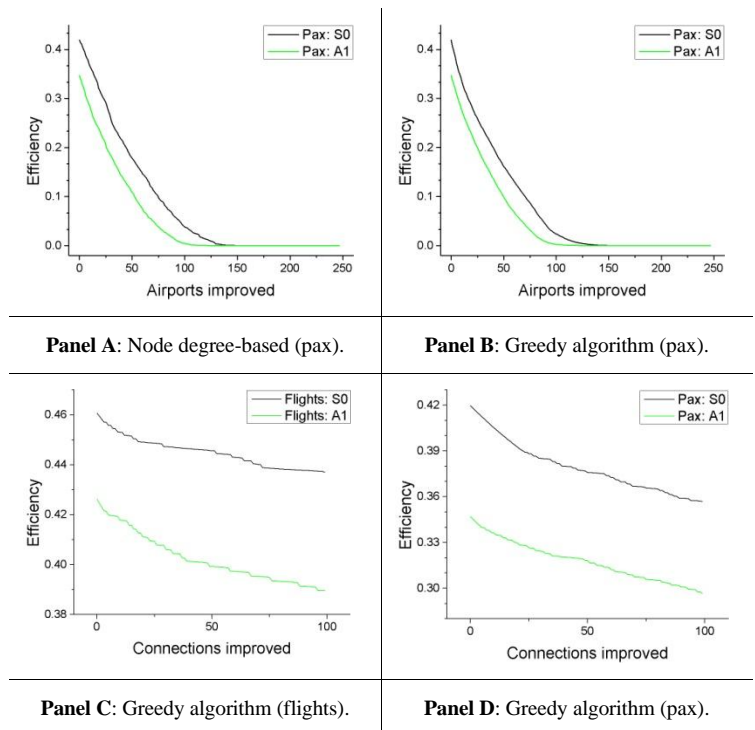 Pax: S0
Pax: A1
Efficiency
0.4
0.3
0.2
0.1
0.0
0 50 100 150 200 250
Airports improved
Pax: S0
Pax: A1
Efficiency
0.4
0.3
0.2
0.1
0.0
0 50 100 150 200 250
Airports improved
Panel A: Node degree-based (pax).
Panel B: Greedy algorithm (pax).
Flights: S0
Flights: A1
Efficiency
0.46
0.44
0.42
0.40
0.38
0 50 100
Connections improved
Pax: S0
Pax: A1
Efficiency
0.42
0.39
0.36
0.33
0.30
0 50 100
Connections improved
Panel C: Greedy algorithm (flights).
Panel D: Greedy algorithm (pax).